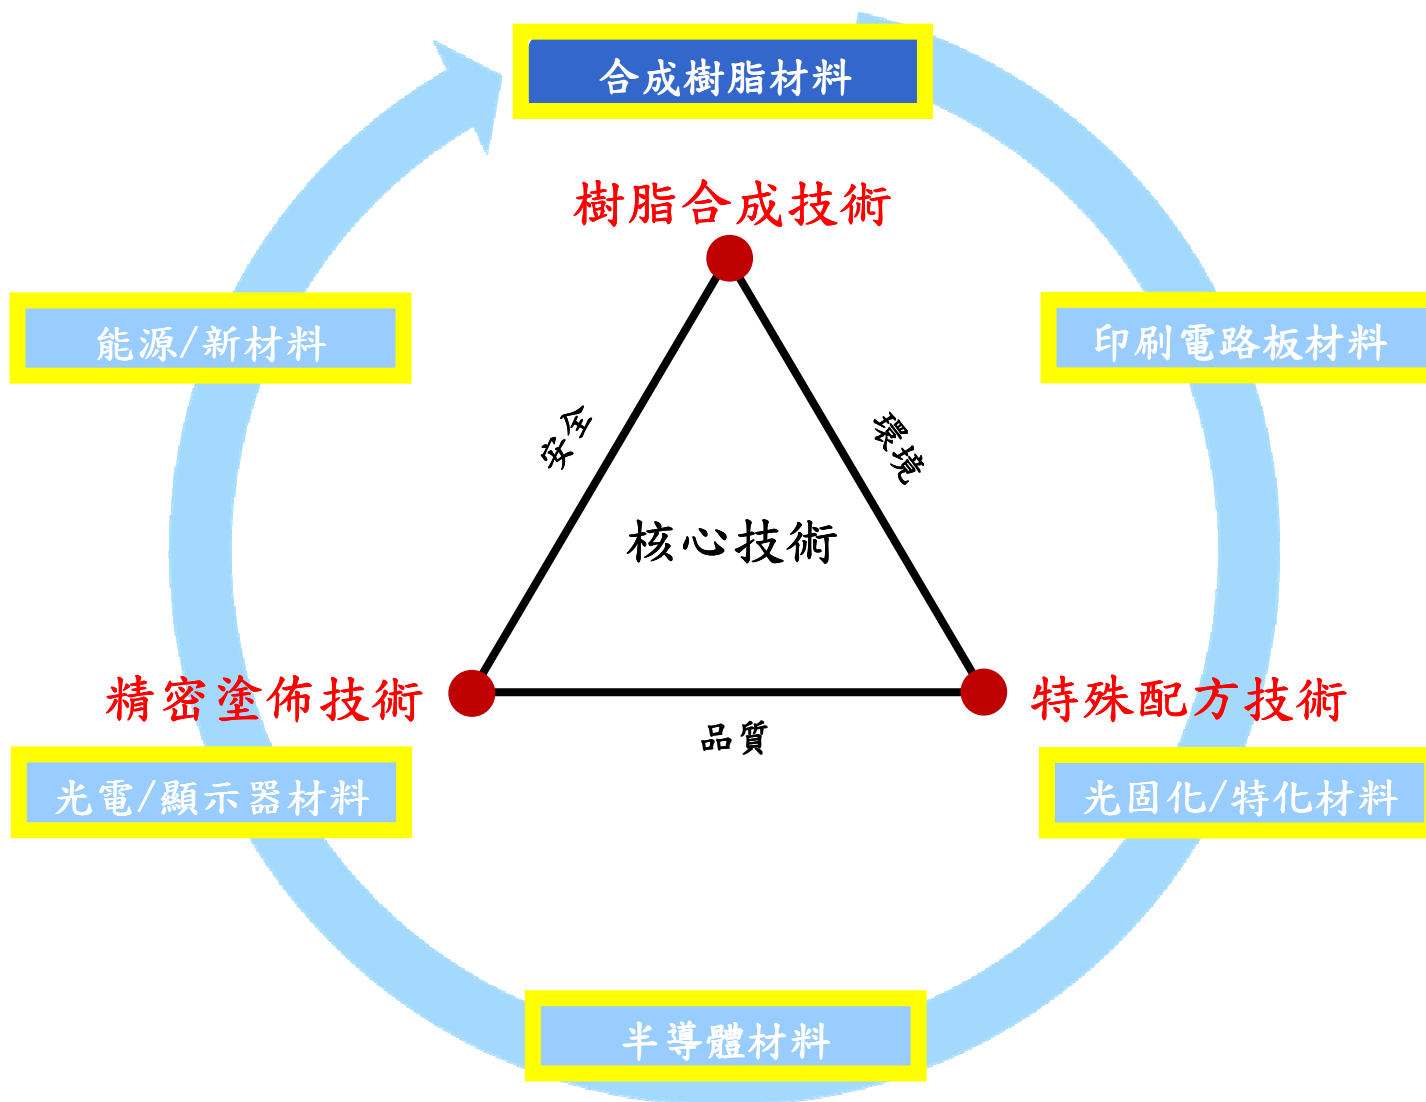 合成樹脂材料
樹脂合成技術
能源/新材料
印刷電路板材料
安全
環境
核心技術
精密塗佈技術
特殊配方技術
品質
光電/顯示器材料
光固化/特化材料
半導體材料